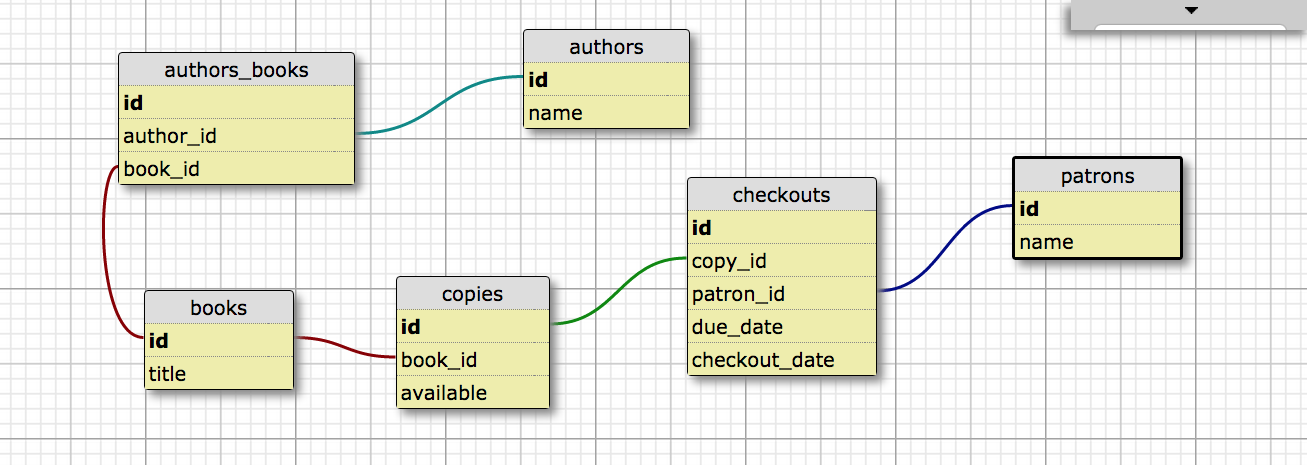 authors_books
id
author_id
book_id
authors
id
name
books
id
title
copies
id
book_id
available
checkouts
id
copy_id
patron_id
due_date
checkout_date
patrons
id
name